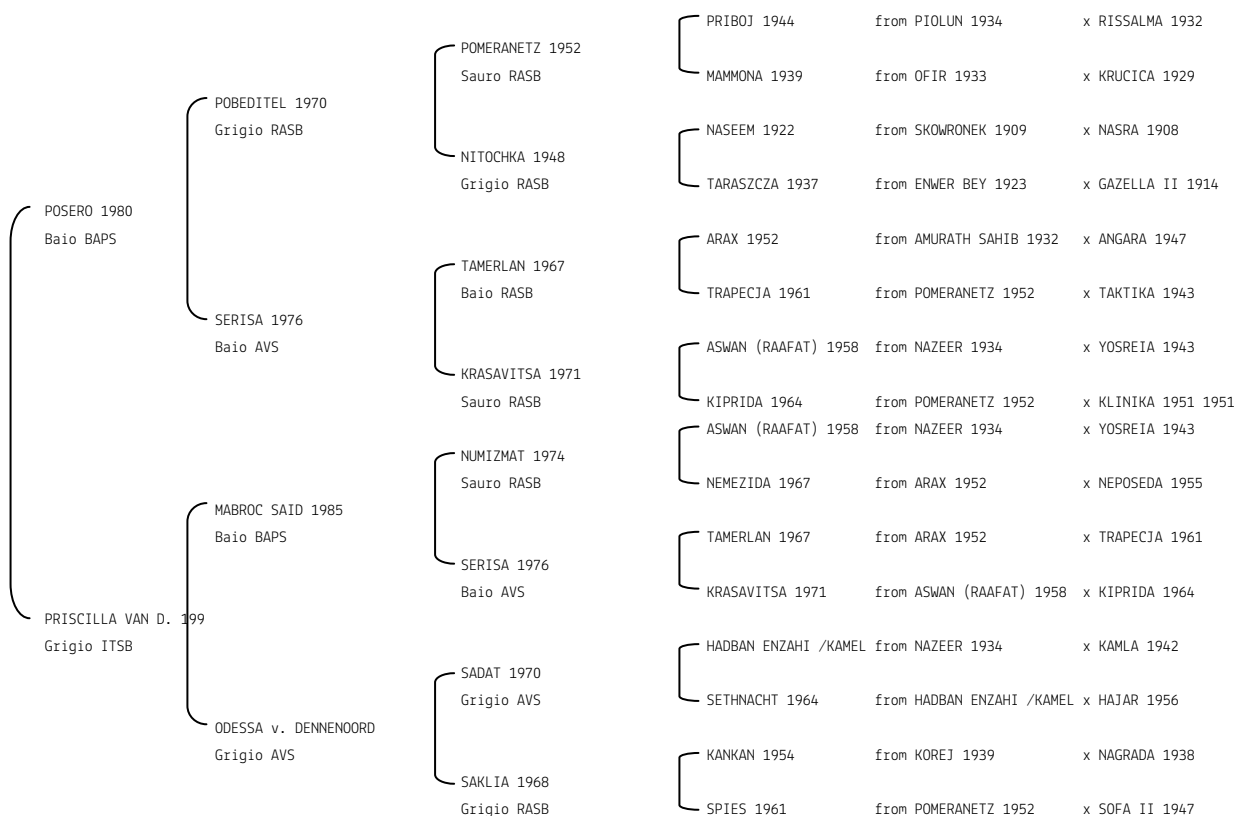 PRIBOJ 1944 from PIOLUN 1934 x RISSALMA 1932
POMERANETZ 1952
Sauro RASB MAMMONA 1939 from OFIR 1933 x KRUCICA 1929
POBEDITEL 1970
Grigio RASB NASEEM 1922 from SKOWRONEK 1909 x NASRA 1908
NITOCHKA 1948
Grigio RASB TARASZCZA 1937 from ENWER BEY 1923 x GAZELLA II 1914
POSERO 1980
Baio BAPS ARAX 1952 from AMURATH SAHIB 1932 x ANGARA 1947
TAMERLAN 1967
Baio RASB TRAPECJA 1961 from POMERANETZ 1952 x TAKTIKA 1943
SERISA 1976
Baio AVS ASWAN (RAAFAT) 1958 from NAZEER 1934 x YOSREIA 1943
KRASAVITSA 1971
Sauro RASB KIPRIDA 1964 from POMERANETZ 1952 x KLINIKA 1951 1951
ASWAN (RAAFAT) 1958 from NAZEER 1934 x YOSREIA 1943
NUMIZMAT 1974
Sauro RASB NEMEZIDA 1967 from ARAX 1952 x NEPOSEDA 1955
MABROC SAID 1985
Baio BAPS TAMERLAN 1967 from ARAX 1952 x TRAPECJA 1961
SERISA 1976
Baio AVS KRASAVITSA 1971 from ASWAN (RAAFAT) 1958 x KIPRIDA 1964
PRISCILLA VAN D. 199
Grigio ITSB HADBAN ENZAHI /KAMEL from NAZEER 1934 x KAMLA 1942
SADAT 1970
Grigio AVS SETHNACHT 1964 from HADBAN ENZAHI /KAMEL x HAJAR 1956
ODESSA v. DENNENOORD
Grigio AVS KANKAN 1954 from KOREJ 1939 x NAGRADA 1938
SAKLIA 1968
Grigio RASB SPIES 1961 from POMERANETZ 1952 x SOFA II 1947